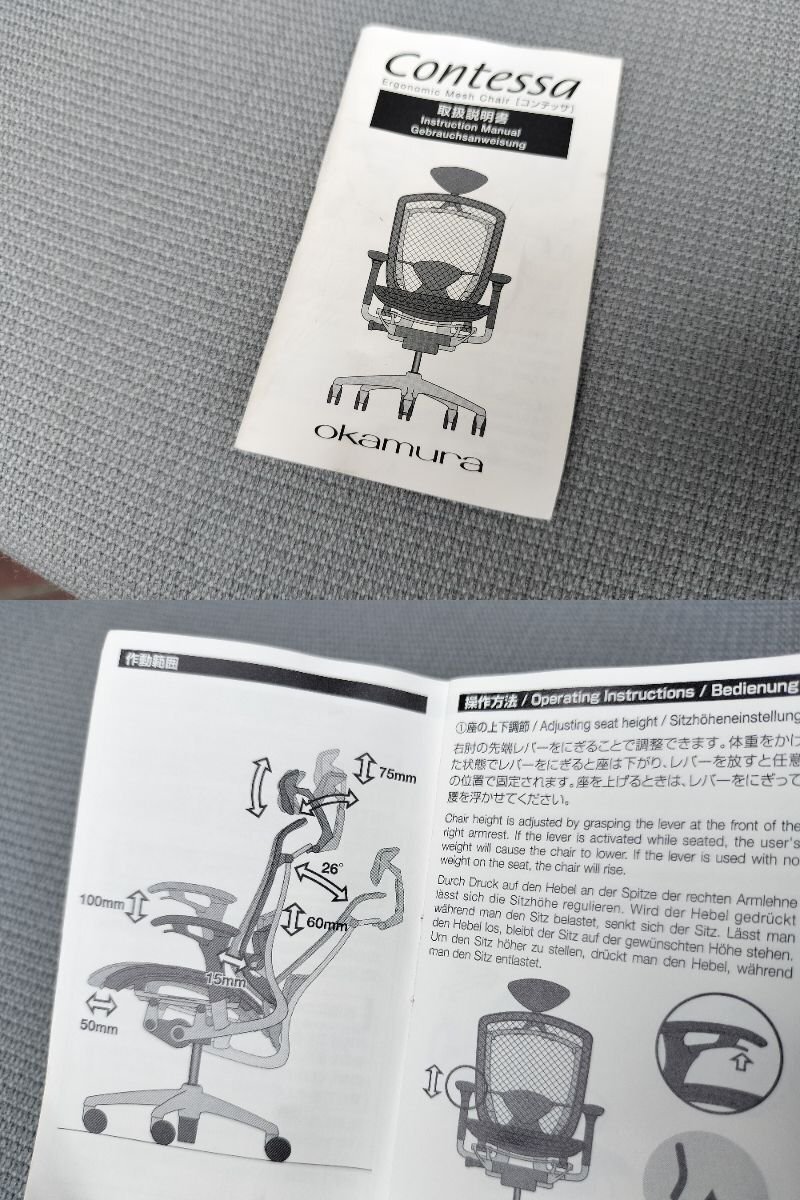 Contessa
Ergonomic Mesh Chair [コンテッサ]
取扱説明書
Instruction Manual
Gebrauchsanweisung
okamura
作動範囲
75mm
26°
100mm
60mm
15mm
50mm
操作方法 / Operating Instructions / Bedienung
①座の上下調節 / Adjusting seat height / Sitzhöheneinstellung
右肘の先端レバーをにぎることで調整できます。体重をかけ
た状態でレバーをにぎると座は下がり、レバーを放すと任意
の位置で固定されます。座を上げるときは、レバーをにぎって
腰を浮かせてください。
Chair height is adjusted by grasping the lever at the front of the
right armrest. If the lever is activated while seated, the user's
weight will cause the chair to lower. If the lever is used with no
weight on the seat, the chair will rise.
Durch Druck auf den Hebel an der Spitze der rechten Armlehne
lässt sich die Sitzhöhe regulieren. Wird der Hebel gedrückt
während man den Sitz belastet, senkt sich der Sitz. Lässt man
den Hebel los, bleibt der Sitz auf der gewünschten Höhe stehen.
Um den Sitz höher zu stellen, drückt man den Hebel, während
man den Sitz entlastet.